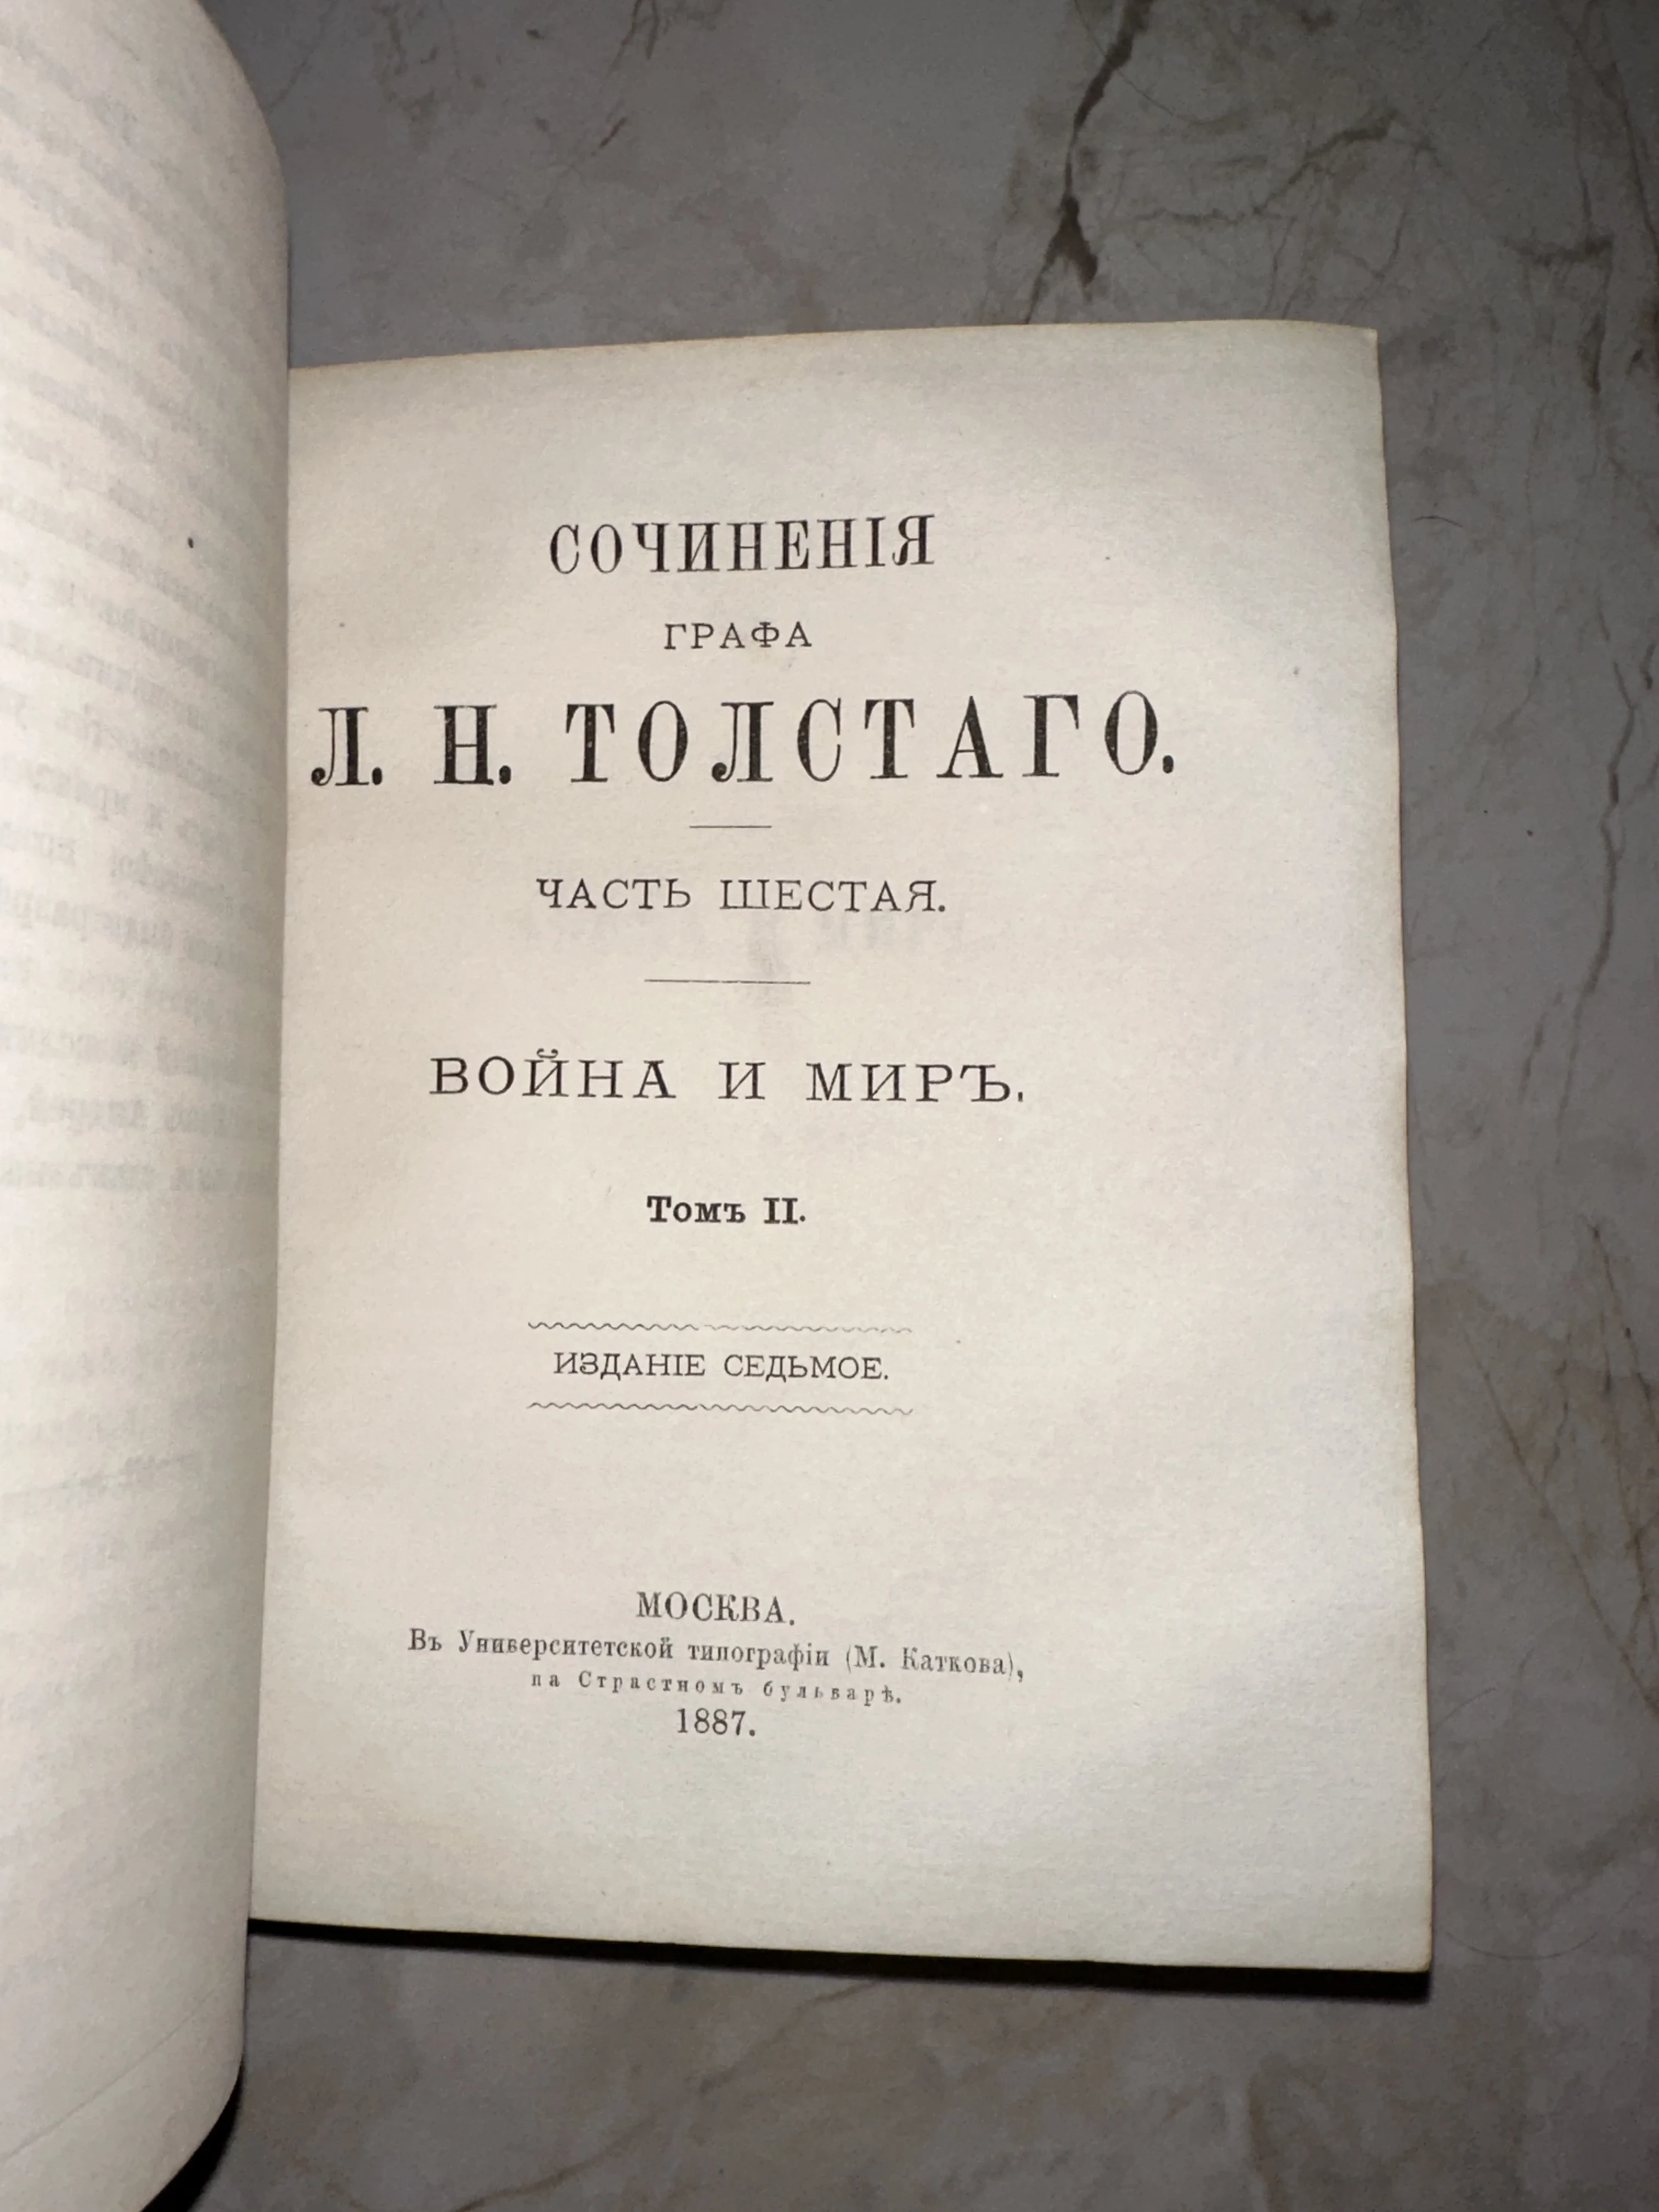 СОЧИНЕНІЯ
ГРАФА
Л. Н. ТОЛСТАГО.
ЧАСТЬ ШЕСТАЯ.
ВОЙНА И МИРЪ.
Томъ II.
ИЗДАНІЕ СЕДЬМОЕ.
МОСКВА.
Въ Университетской типографіи (М. Каткова),
на Страстномъ бульварѣ.
1887.